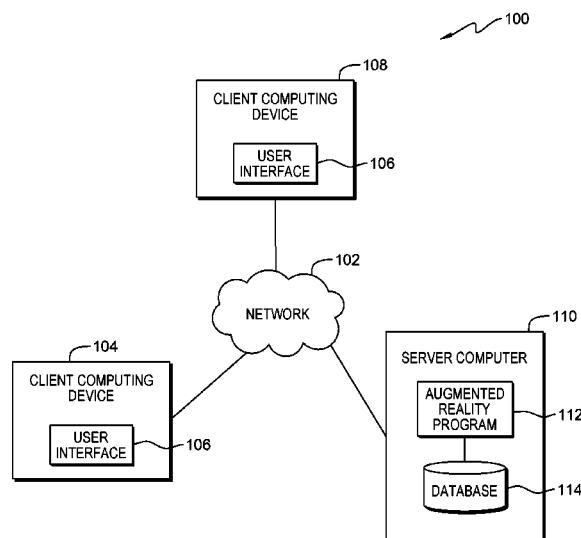 100
108
CLIENT COMPUTING
DEVICE
USER
INTERFACE
106
102
NETWORK
104
CLIENT COMPUTING
DEVICE
USER
INTERFACE
106
110
SERVER COMPUTER
AUGMENTED
REALITY
PROGRAM
112
DATABASE
114